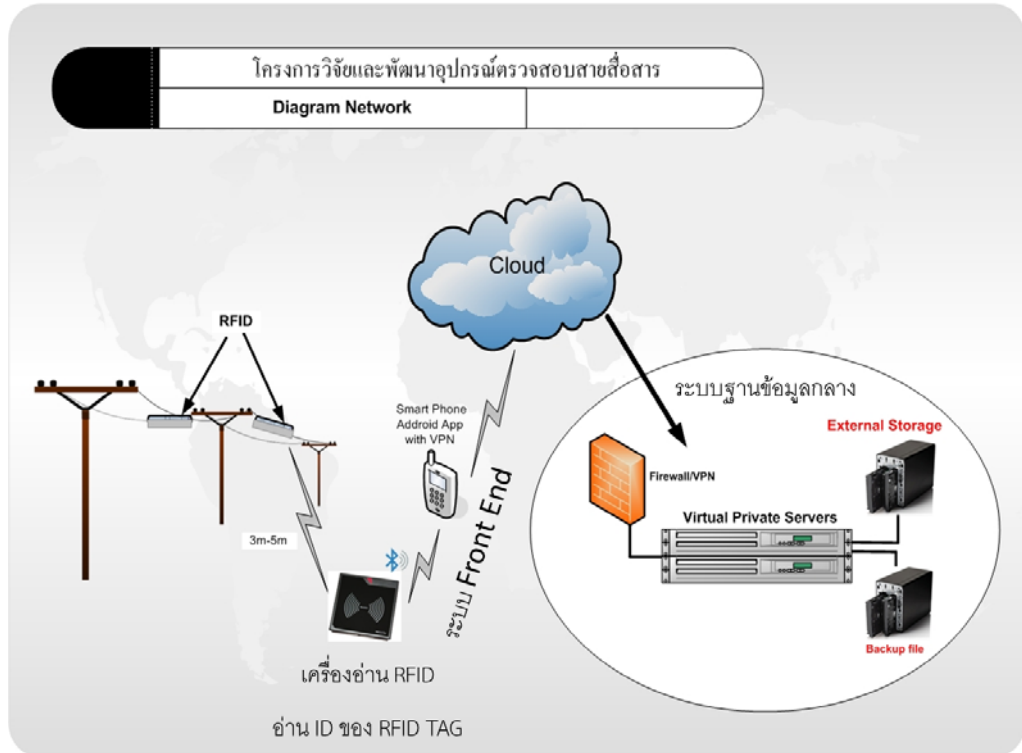 โครงการวิจัยและพัฒนาอุปกรณ์ตรวจสอบสายสื่อสาร
Diagram Network
Cloud
RFID
Smart Phone
Addroid App
with VPN
3m-5m
ระบบ Front End
เครื่องอ่าน RFID
อ่าน ID ของ RFID TAG
ระบบฐานข้อมูลกลาง
External Storage
Firewall/VPN
Virtual Private Servers
Backup file